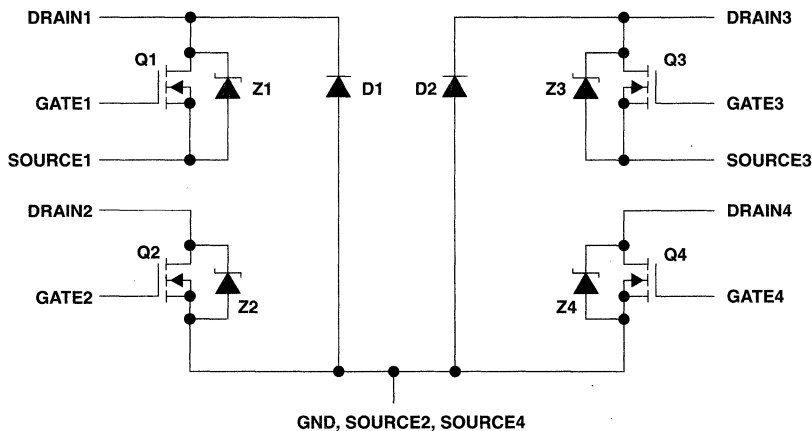 DRAIN1
DRAIN3
Q1
Q3
Z1
D1
D2
Z3
GATE1
GATE3
SOURCE1
SOURCE3
DRAIN2
DRAIN4
Q2
Q4
GATE2
Z2
Z4
GATE4
GND, SOURCE2, SOURCE4